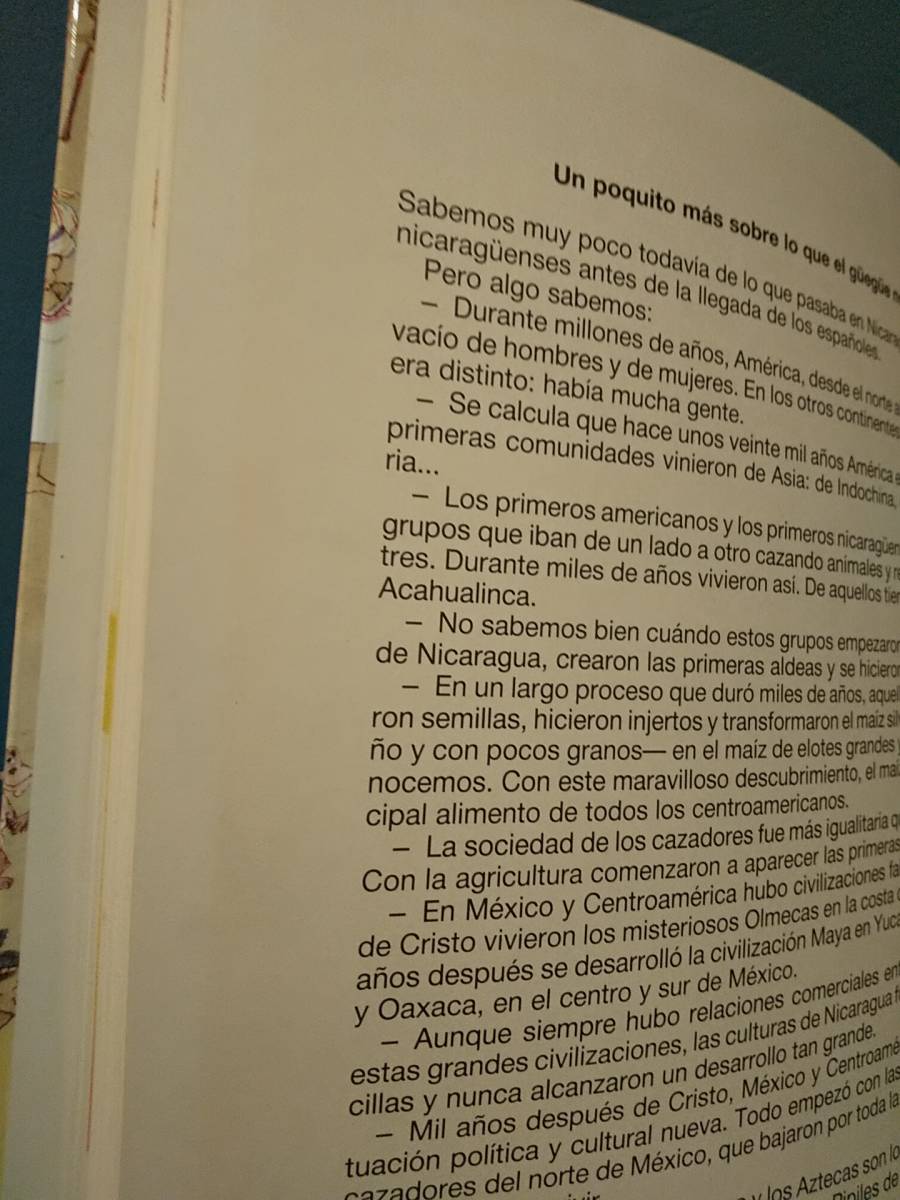 Un poquito más sobre lo que el güegüe
Sabemos muy poco todavía de lo que pasaba en
nicaragüenses antes de la llegada de los españoles.
Pero algo sabemos:
— Durante millones de años, América, desde el norte
vacío de hombres y de mujeres. En los otros continentes
era distinto: había mucha gente.
— Se calcula que hace unos veinte mil años América
primeras comunidades vinieron de Asia: de Indochina,
ria...
— Los primeros americanos y los primeros
grupos que iban de un lado a otro cazando animales y
tres. Durante miles de años vivieron así. De aquellos
Acahualinca.
— No sabemos bien cuándo estos grupos
de Nicaragua, crearon las primeras aldeas y se
— En un largo proceso que duró miles de años,
ron semillas, hicieron injertos y transformaron el maíz
ño y con pocos granos— en el maíz de elotes grandes
nocemos. Con este maravilloso descubrimiento, el
cipal alimento de todos los centroamericanos.
— La sociedad de los cazadores fue más igualitaria
Con la agricultura comenzaron a aparecer las primeras
— En México y Centroamérica hubo civilizaciones
de Cristo vivieron los misteriosos Olmecas en la costa
años después se desarrolló la civilización Maya en
y Oaxaca, en el centro y sur de México.
— Aunque siempre hubo relaciones comerciales
estas grandes civilizaciones, las culturas de Nicaragua
cillas y nunca alcanzaron un desarrollo tan grande.
— Mil años después de Cristo, México y
tuación política y cultural nueva. Todo empezó con las
cazadores del norte de México, que bajaron por toda la
y los Aztecas son
de